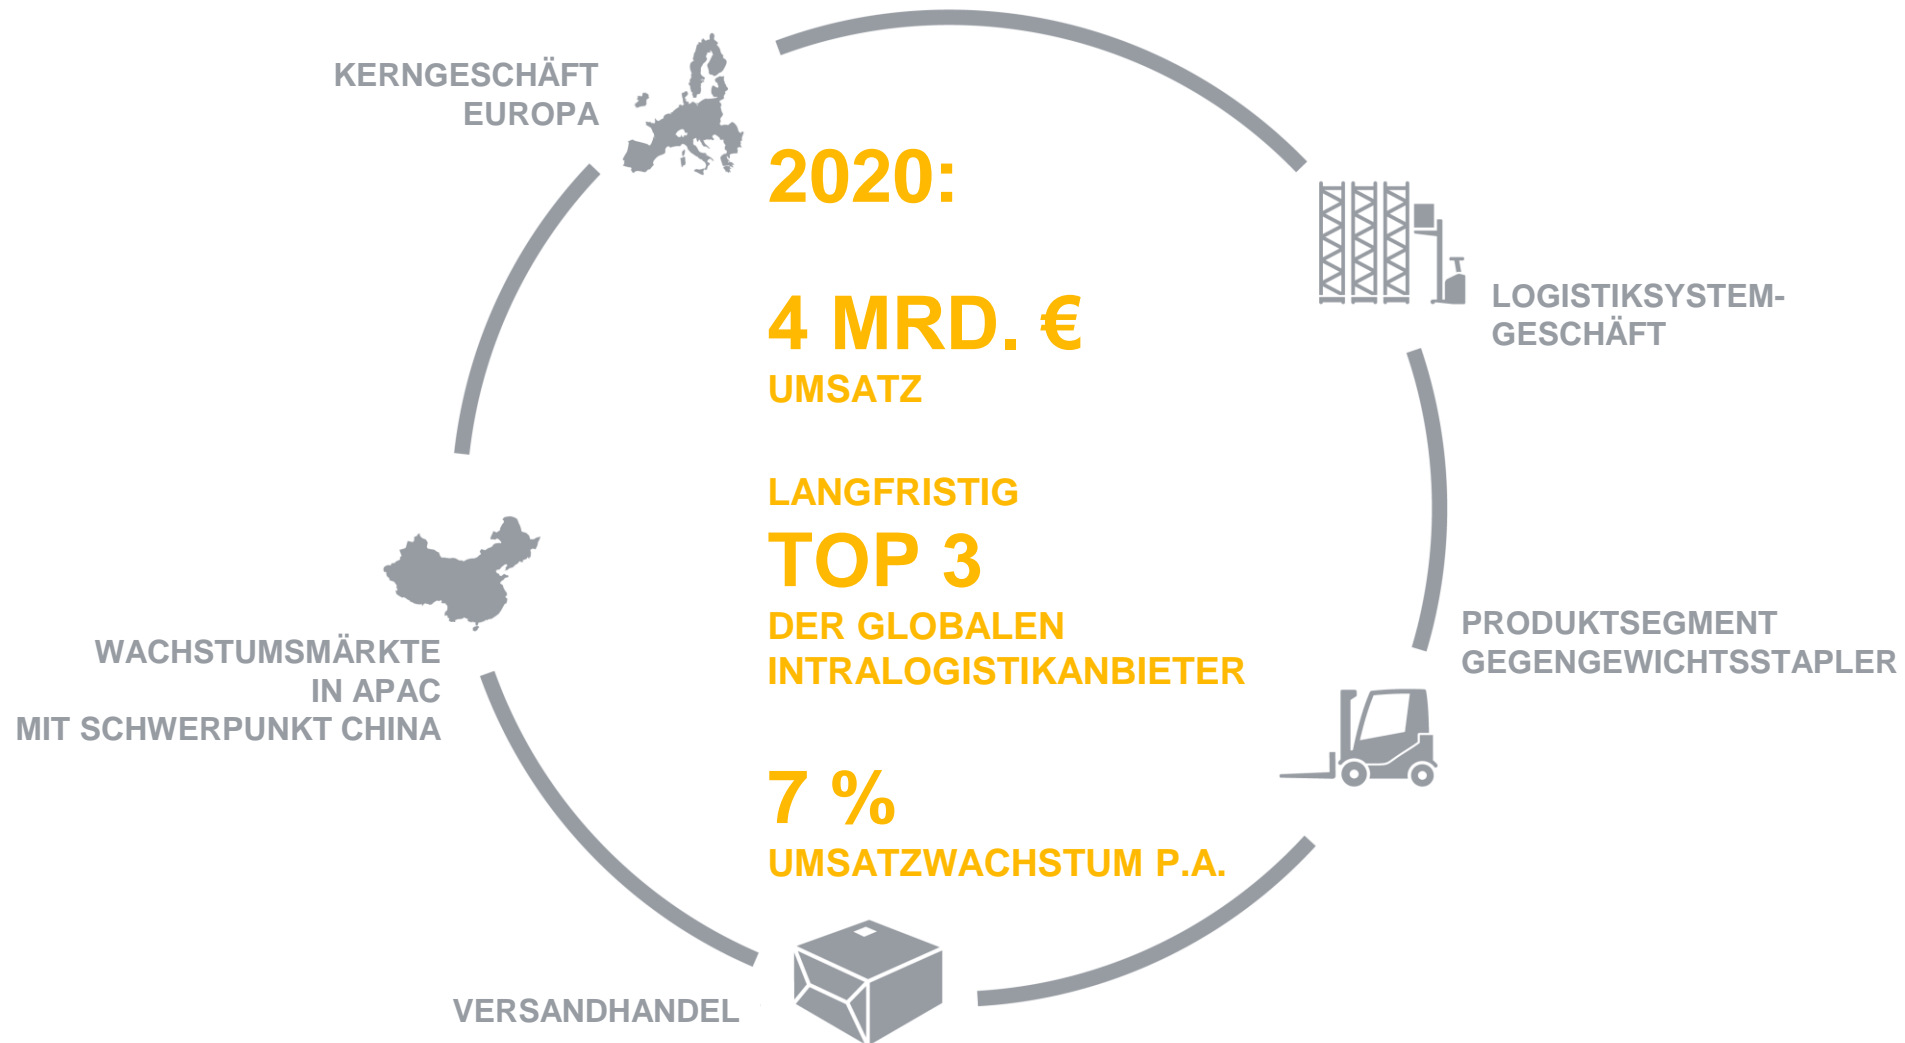 KERNGESCHÄFT
EUROPA
2020:
4 MRD. €
UMSATZ
LANGFRISTIG
TOP 3
DER GLOBALEN
INTRALOGISTIKANBIETER
7 %
UMSATZWACHSTUM P.A.
LOGISTIKSYSTEM-
GESCHÄFT
PRODUKTSEGMENT
GEGENGEWICHTSSTAPLER
WACHSTUMSMÄRKTE
IN APAC
MIT SCHWERPUNKT CHINA
VERSANDHANDEL